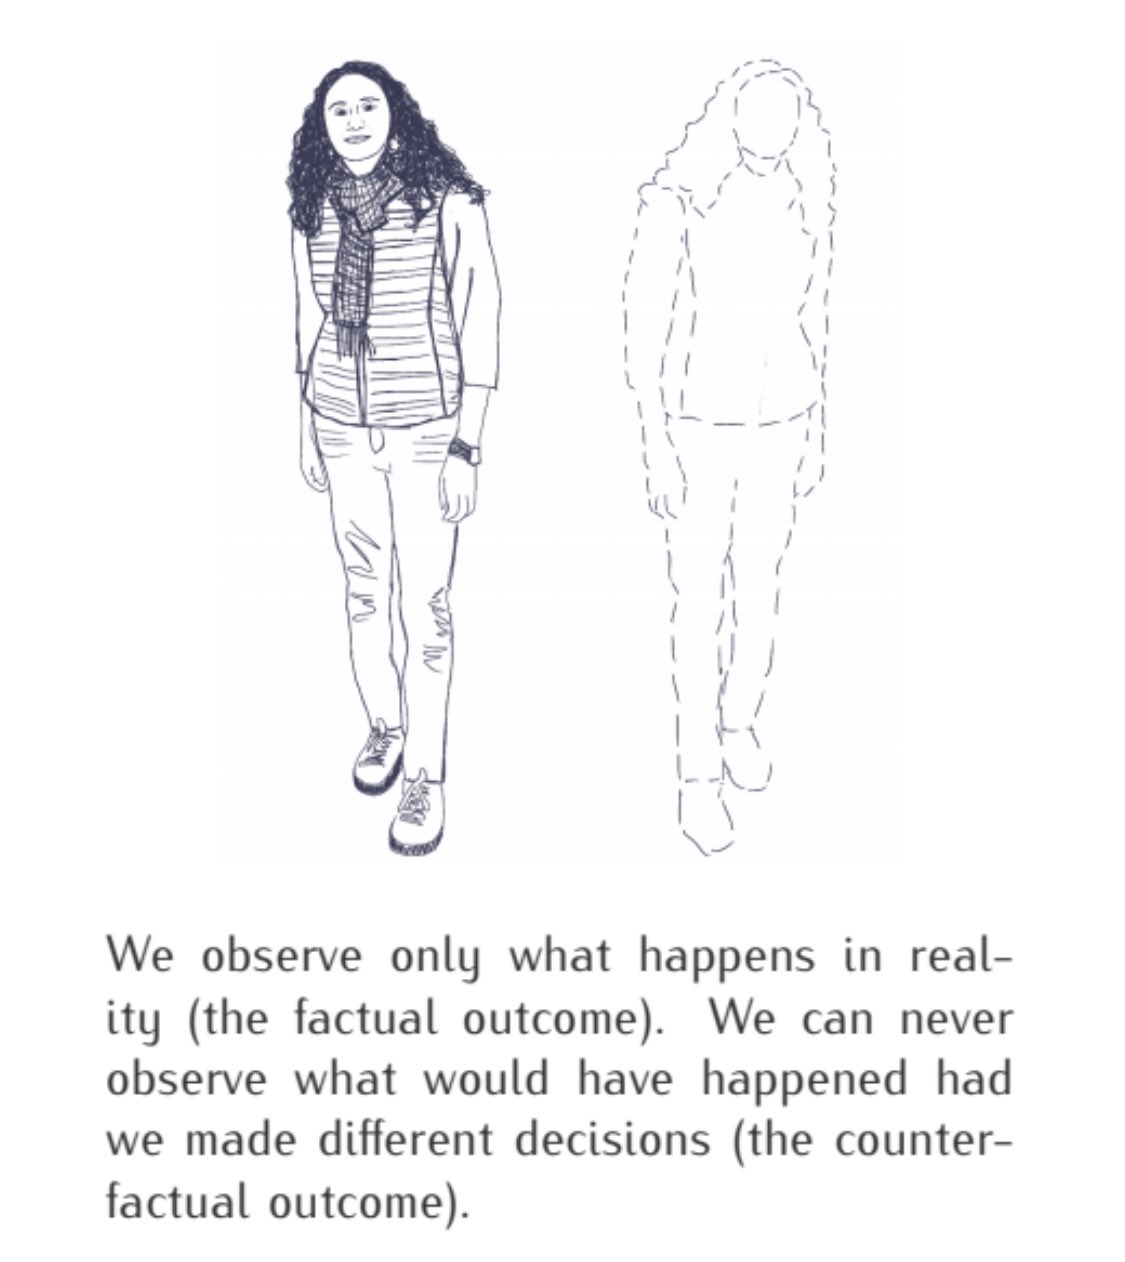 We observe only what happens in real-
ity (the factual outcome). We can never
observe what would have happened had
we made different decisions (the counter-
factual outcome).